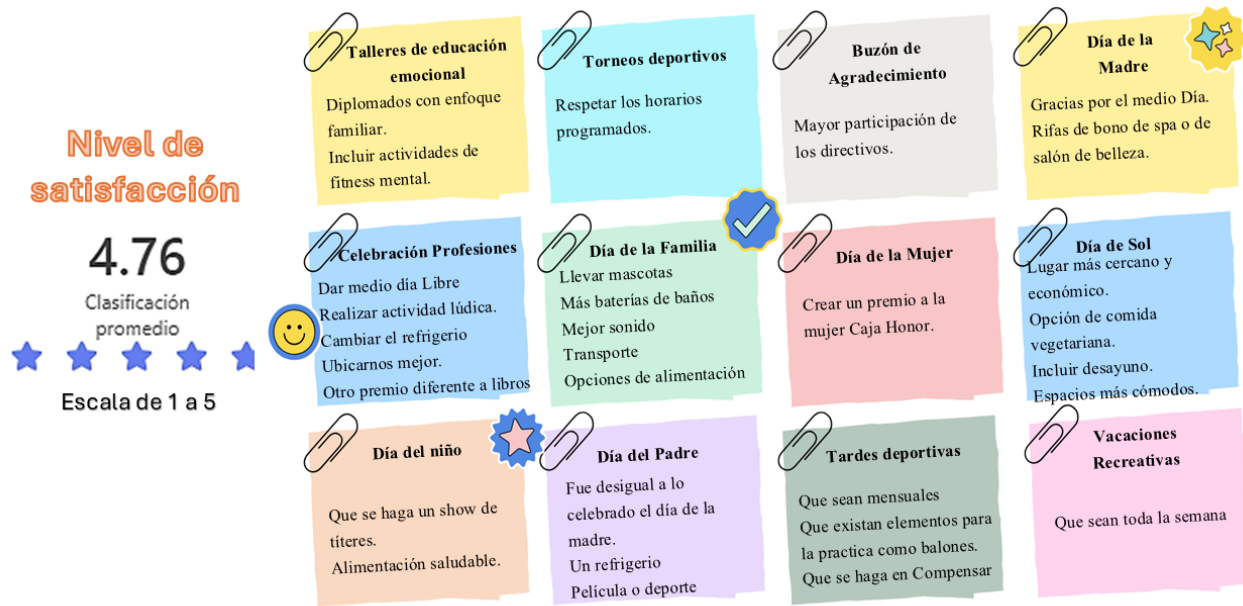 Nivel de
satisfacción
4.76
Clasificación
promedio
Escala de 1 a 5
Talleres de educación
emocional
Diplomados con enfoque
familiar.
Incluir actividades de
fitness mental.
Torneos deportivos
Respetar los horarios
programados.
Buzón de
Agradecimiento
Mayor participación de
los directivos.
Día de la
Madre
Gracias por el medio Día.
Rifas de bono de spa o de
salón de belleza.
Celebración Profesiones
Dar medio día Libre
Realizar actividad lúdica.
Cambiar el refrigerio
Ubicarnos mejor.
Otro premio diferente a libros
Día de la Familia
Llevar mascotas
Más baterías de baños
Mejor sonido
Transporte
Opciones de alimentación
Día de la Mujer
Crear un premio a la
mujer Caja Honor.
Día de Sol
Lugar más cercano y
económico.
Opción de comida
vegetariana.
Incluir desayuno.
Espacios más cómodos.
Día del niño
Que se haga un show de
títeres.
Alimentación saludable.
Día del Padre
Fue desigual a lo
celebrado el día de la
madre.
Un refrigerio
Película o deporte
Tardes deportivas
Que sean mensuales
Que existan elementos para
la practica como balones.
Que se haga en Compensar
Vacaciones
Recreativas
Que sean toda la semana